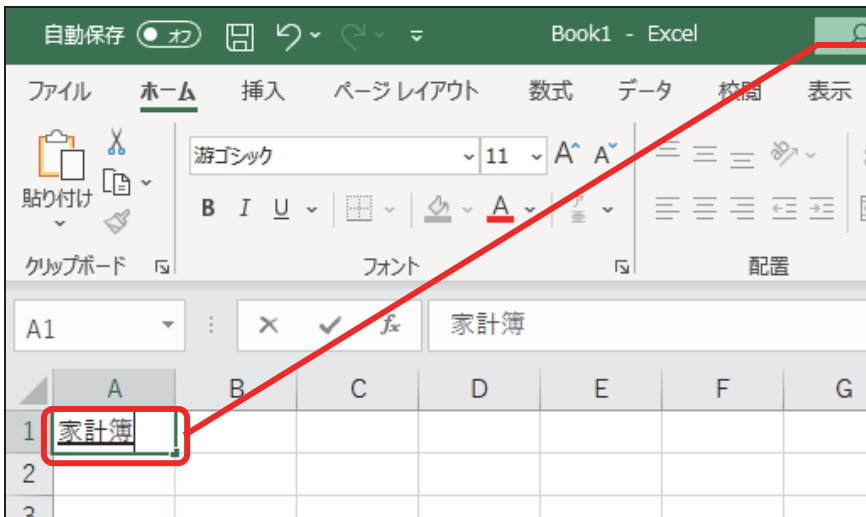 自動保存 オフ Book1 - Excel
ファイル ホーム 挿入 ページ レイアウト 数式 データ 校閲 表示
貼り付け 游ゴシック 11 A A
B I U A ア亜
クリップボード フォント 配置
A1 fx 家計簿
A B C D E F G
1 家計簿
2
3